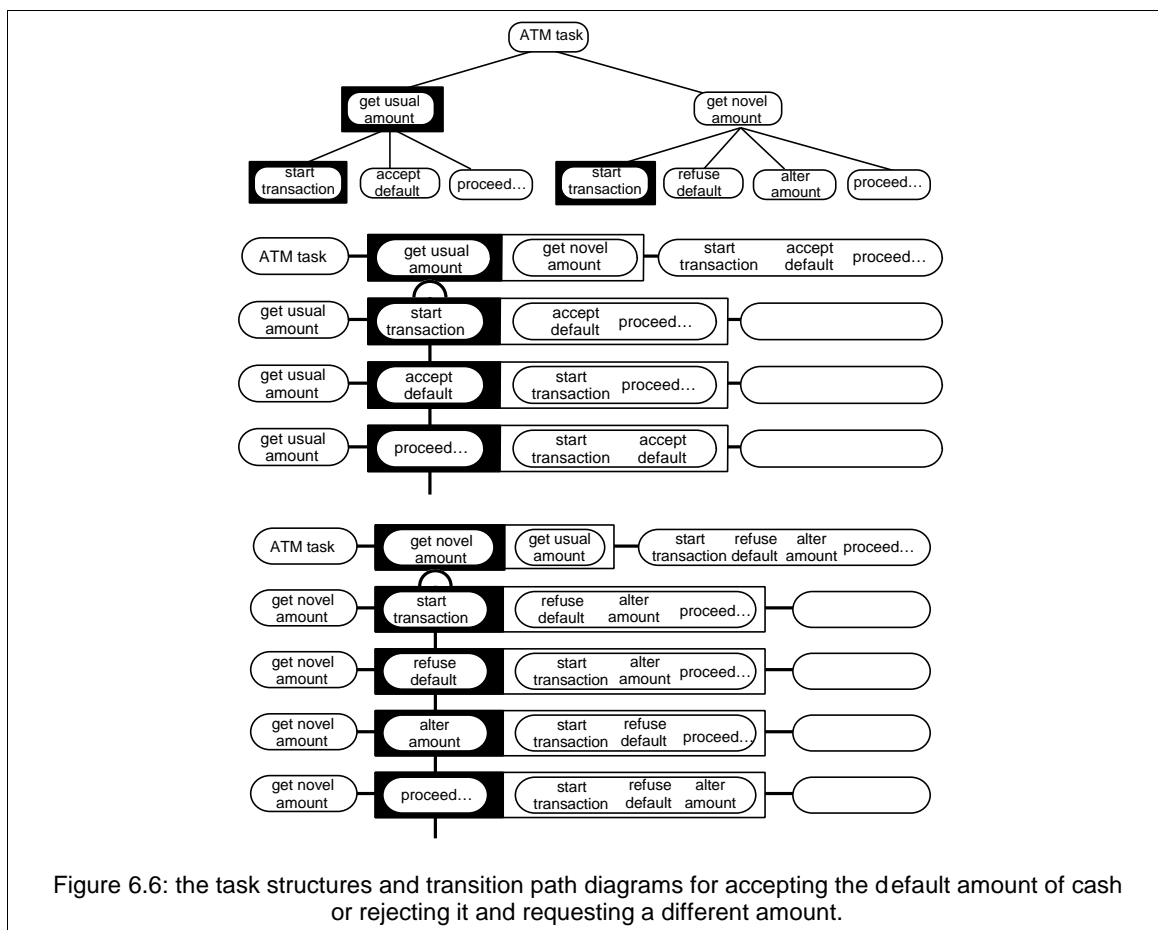 ATM task
get usual
amount
get novel
amount
start
transaction
accept
default
proceed…
start
transaction
refuse
default
alter
amount
proceed…
ATM task
get usual
amount
get novel
amount
start
transaction
accept
default
proceed…
get usual
amount
start
transaction
accept
default
proceed…
get usual
amount
accept
default
start
transaction
proceed…
get usual
amount
proceed…
start
transaction
accept
default
ATM task
get novel
amount
get usual
amount
start
transaction
refuse
default
alter
amount
proceed…
get novel
amount
start
transaction
refuse
default
alter
amount
proceed…
get novel
amount
refuse
default
start
transaction
alter
amount
proceed…
get novel
amount
alter
amount
start
transaction
refuse
default
proceed…
get novel
amount
proceed…
start
transaction
refuse
default
alter
amount
Figure 6.6: the task structures and transition path diagrams for accepting the default amount of cash
or rejecting it and requesting a different amount.